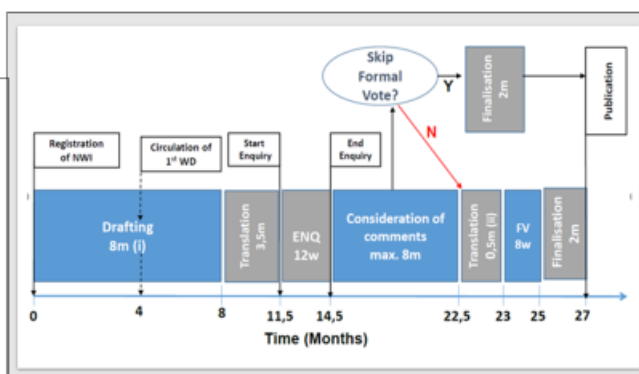 Skip
Formal
Vote?
Y
Finalisation
2m
Publication
N
Registration
of NWI
Circulation of
1st WD
Start
Enquiry
End
Enquiry
Drafting
8m (i)
Translation
3,5m
ENQ
12w
Consideration of
comments
max. 8m
Translation
0,5m (ii)
FV
8w
Finalisation
2m
0
4
8
11,5
14,5
22,5
23
25
27
Time (Months)